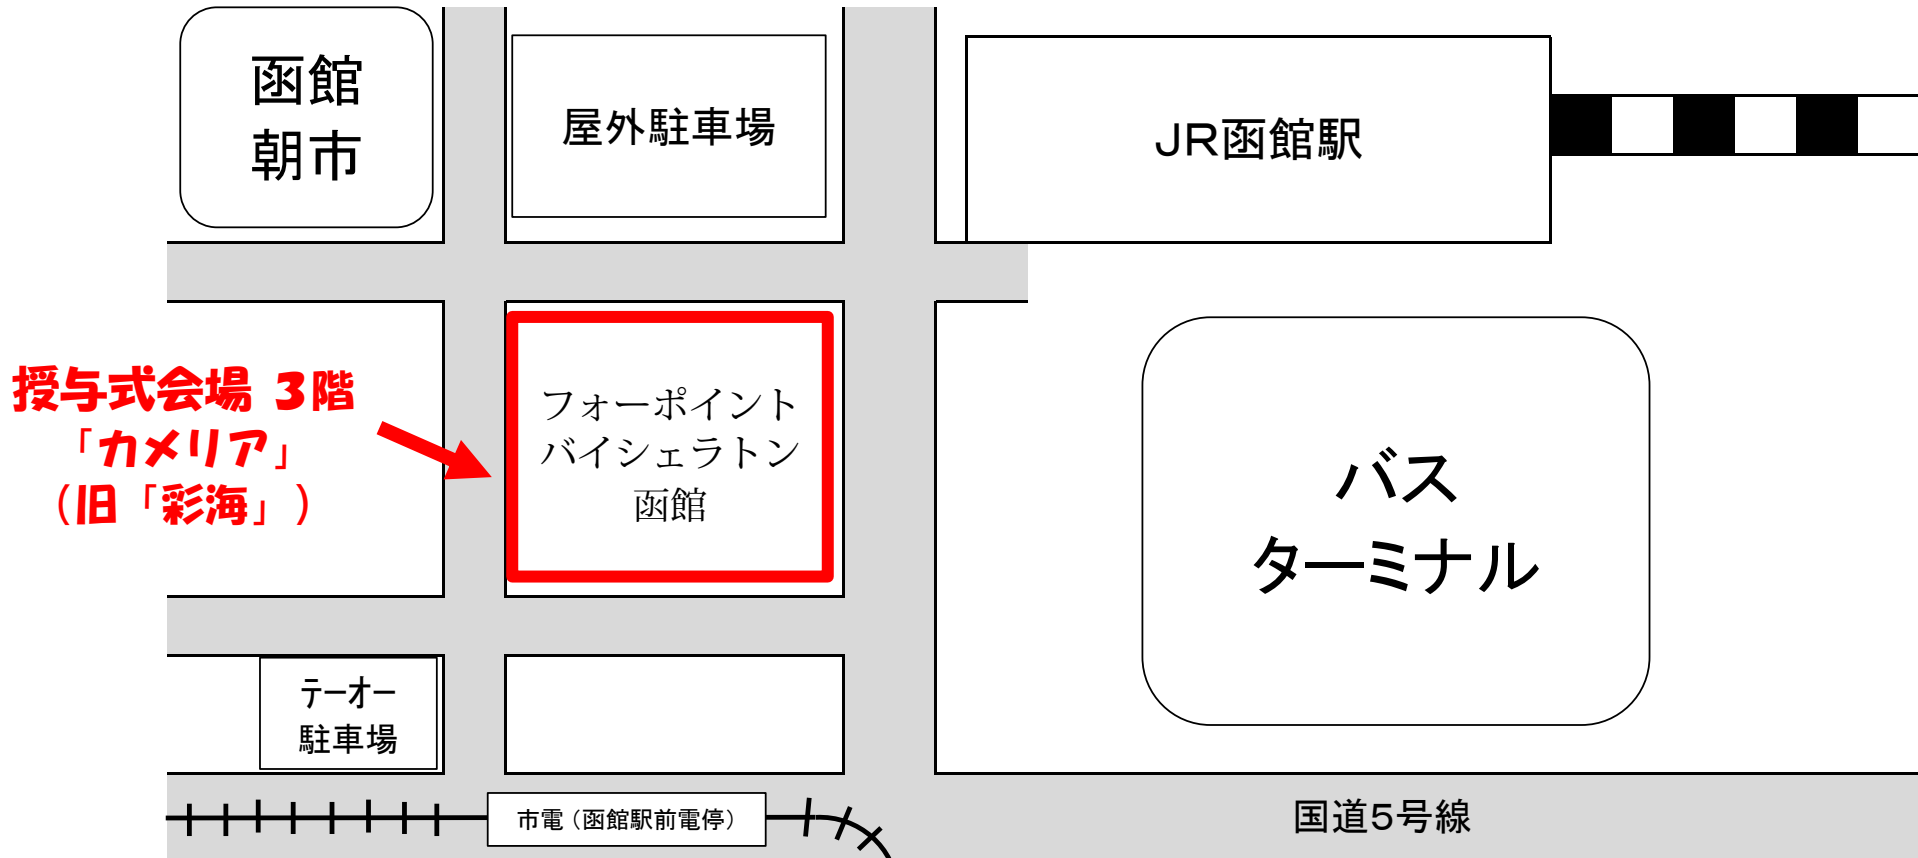 函館
朝市
屋外駐車場
JR函館駅
授与式会場 3階
「カメリア」
（旧「彩海」）
フォーポイント
バイシェラトン
函館
バス
ターミナル
テーオー
駐車場
市電（函館駅前電停）
国道5号線